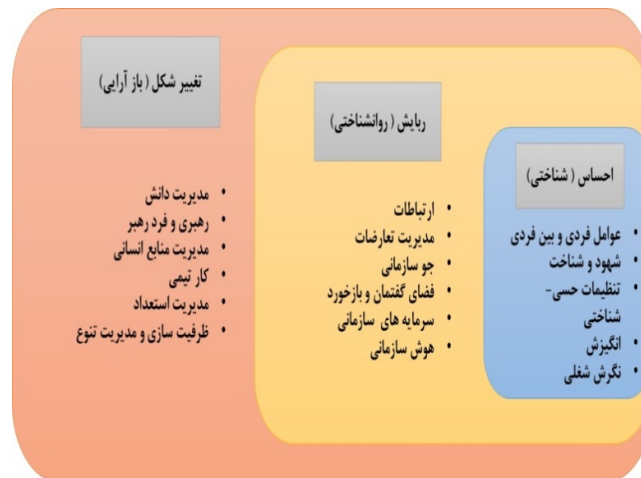 احساس ( شناختی)
• عوامل فردی و بین فردی
• شهود و شناخت
• تنظیمات حسی-
شناختی
• انگیزش
• نگرش شغلی
ربایش ( روانشناختی)
• ارتباطات
• مدیریت تعارضات
• جو سازمانی
• فضای گفتمان و بازخورد
• سرمایه های سازمانی
• هوش سازمانی
تغییر شکل ( باز آرایی)
• مدیریت دانش
• رهبری و فرد رهبر
• مدیریت منابع انسانی
• کار تیمی
• مدیریت استعداد
• ظرفیت سازی و مدیریت تنوع